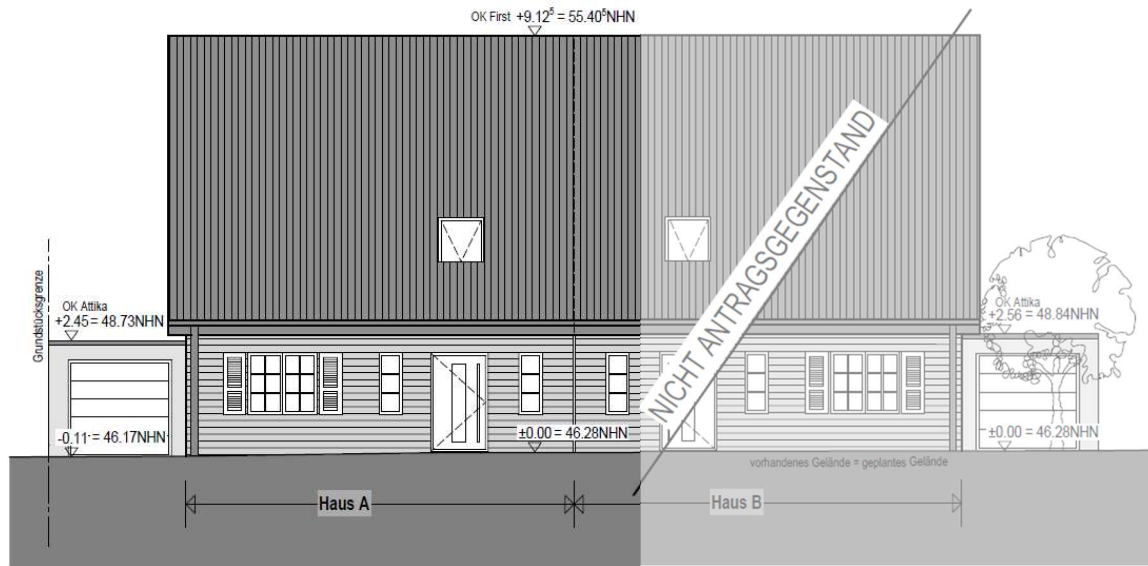 OK First +9.12⁵ = 55.40⁵NHN
NICHT ANTRAGSGEGENSTAND
Grundstücksgrenze
OK Attika
+2.45 = 48.73NHN
OK Attika
+2.56 = 48.84NHN
-0.11⁵ = 46.17NHN
±0.00 = 46.28NHN
±0.00 = 46.28NHN
vorhandenes Gelände = geplantes Gelände
Haus A
Haus B